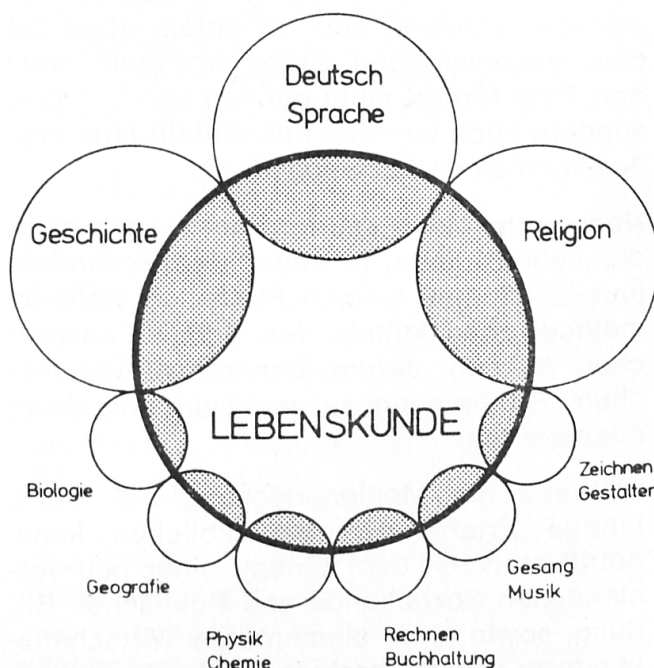 Deutsch
Sprache
Geschichte
Religion
LEBENSKUNDE
Biologie
Zeichnen
Gestalten
Geografie
Gesang
Musik
Physik
Chemie
Rechnen
Buchhaltung